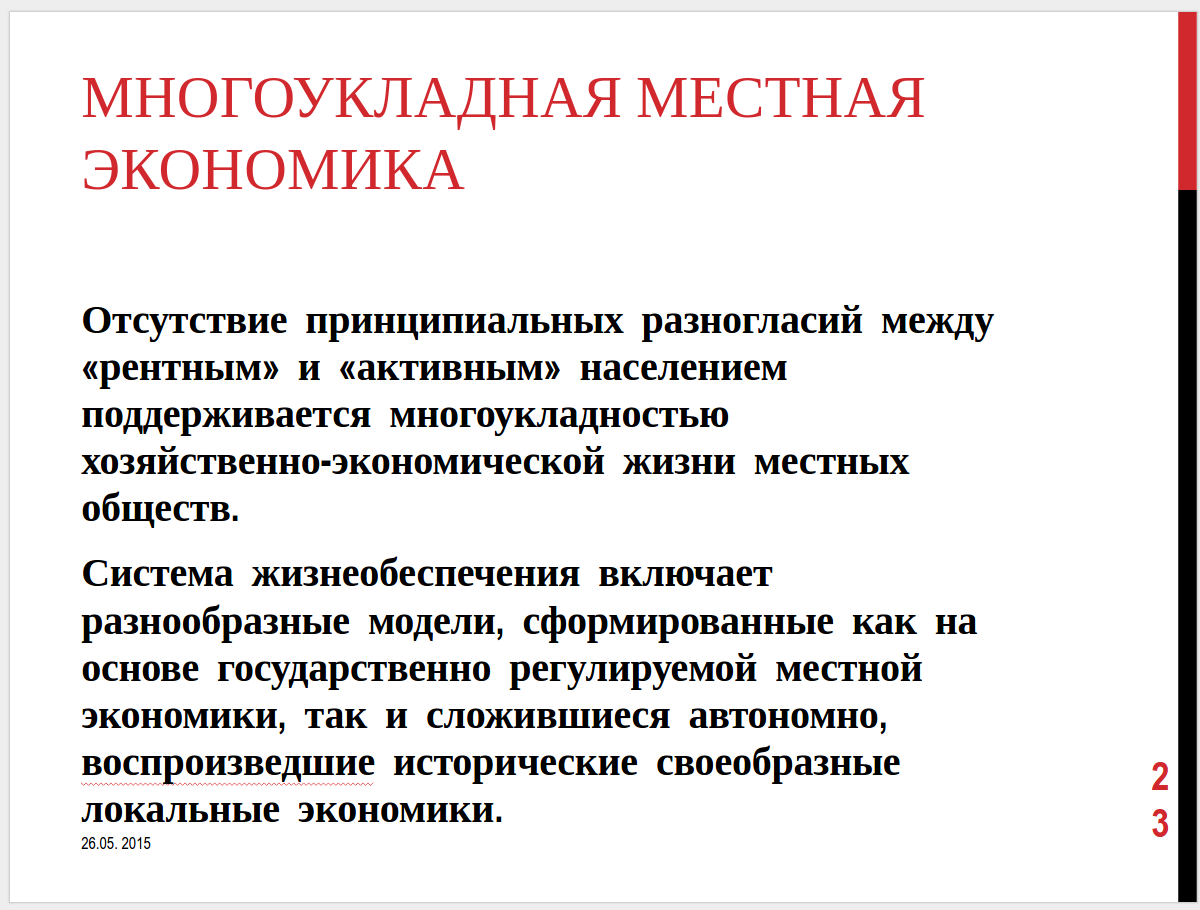 МНОГОУКЛАДНАЯ МЕСТНАЯ
ЭКОНОМИКА
Отсутствие принципиальных разногласий между
«рентным» и «активным» населением
поддерживается многоукладностью
хозяйственно-экономической жизни местных
обществ.
Система жизнеобеспечения включает
разнообразные модели, сформированные как на
основе государственно регулируемой местной
экономики, так и сложившиеся автономно,
воспроизведшие исторические своеобразные
локальные экономики.
26.05. 2015
2
3